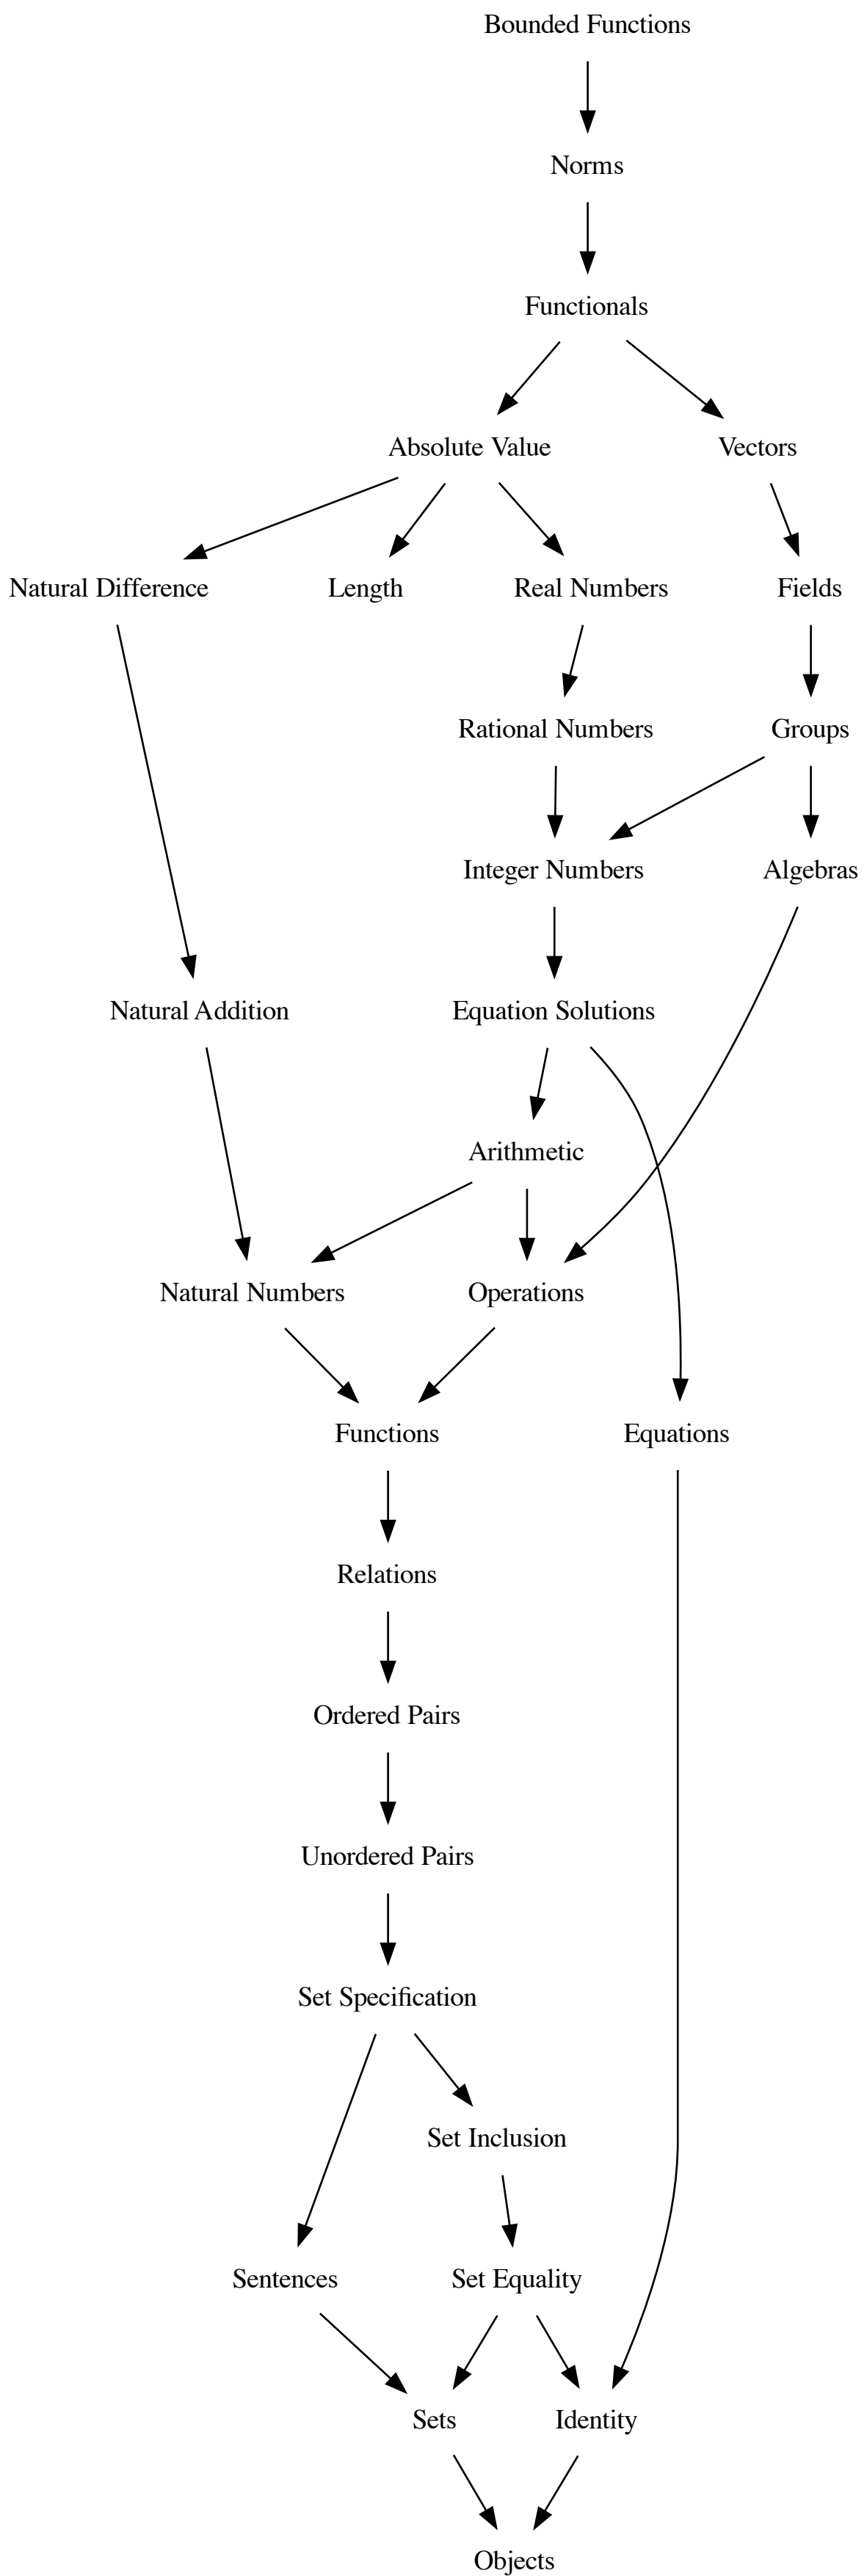 Bounded Functions
Norms
Functionals
Absolute Value
Vectors
Natural Difference
Length
Real Numbers
Fields
Rational Numbers
Groups
Integer Numbers
Algebras
Natural Addition
Equation Solutions
Arithmetic
Natural Numbers
Operations
Functions
Equations
Relations
Ordered Pairs
Unordered Pairs
Set Specification
Set Inclusion
Sentences
Set Equality
Sets
Identity
Objects